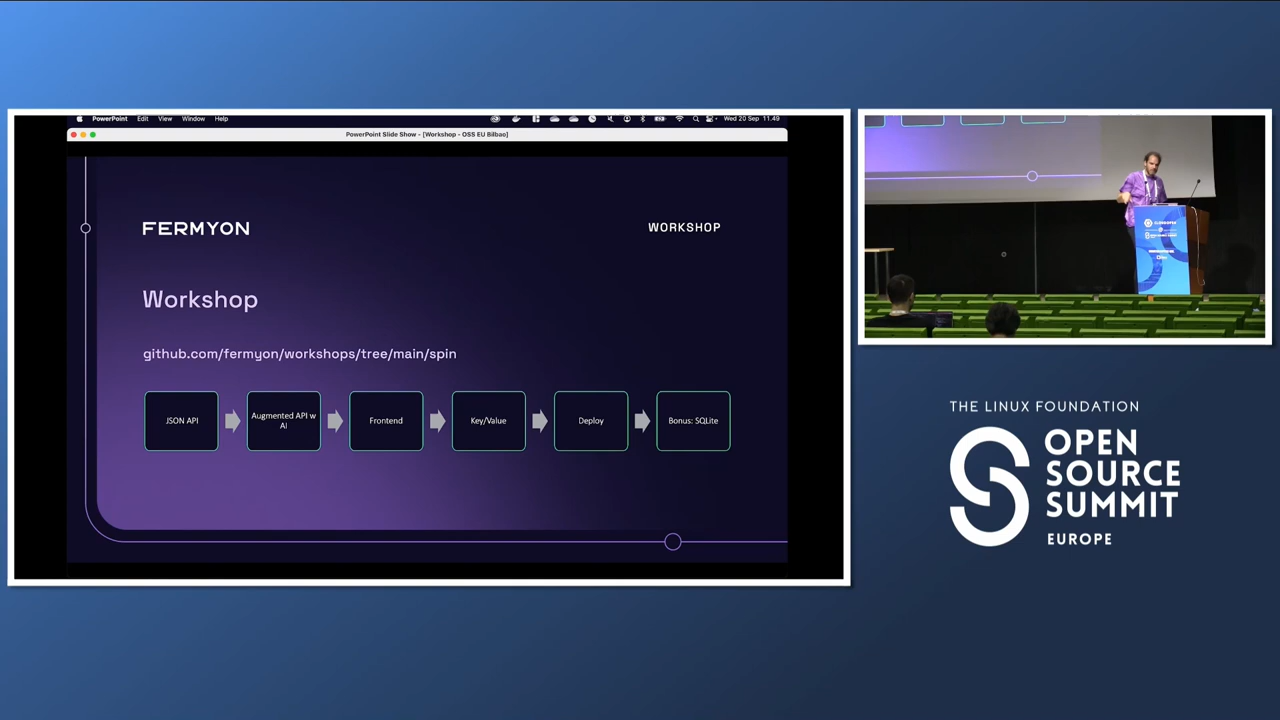 PowerPoint Edit View Window Help
Wed 20 Sep 11.49
PowerPoint Slide Show - [Workshop - OSS EU Bilbao]
FERMYON
WORKSHOP
Workshop
github.com/fermyon/workshops/tree/main/spin
JSON API
Augmented API w
AI
Frontend
Key/Value
Deploy
Bonus: SQLite
THE LINUX FOUNDATION
OPEN
SOURCE
SUMMIT
EUROPE